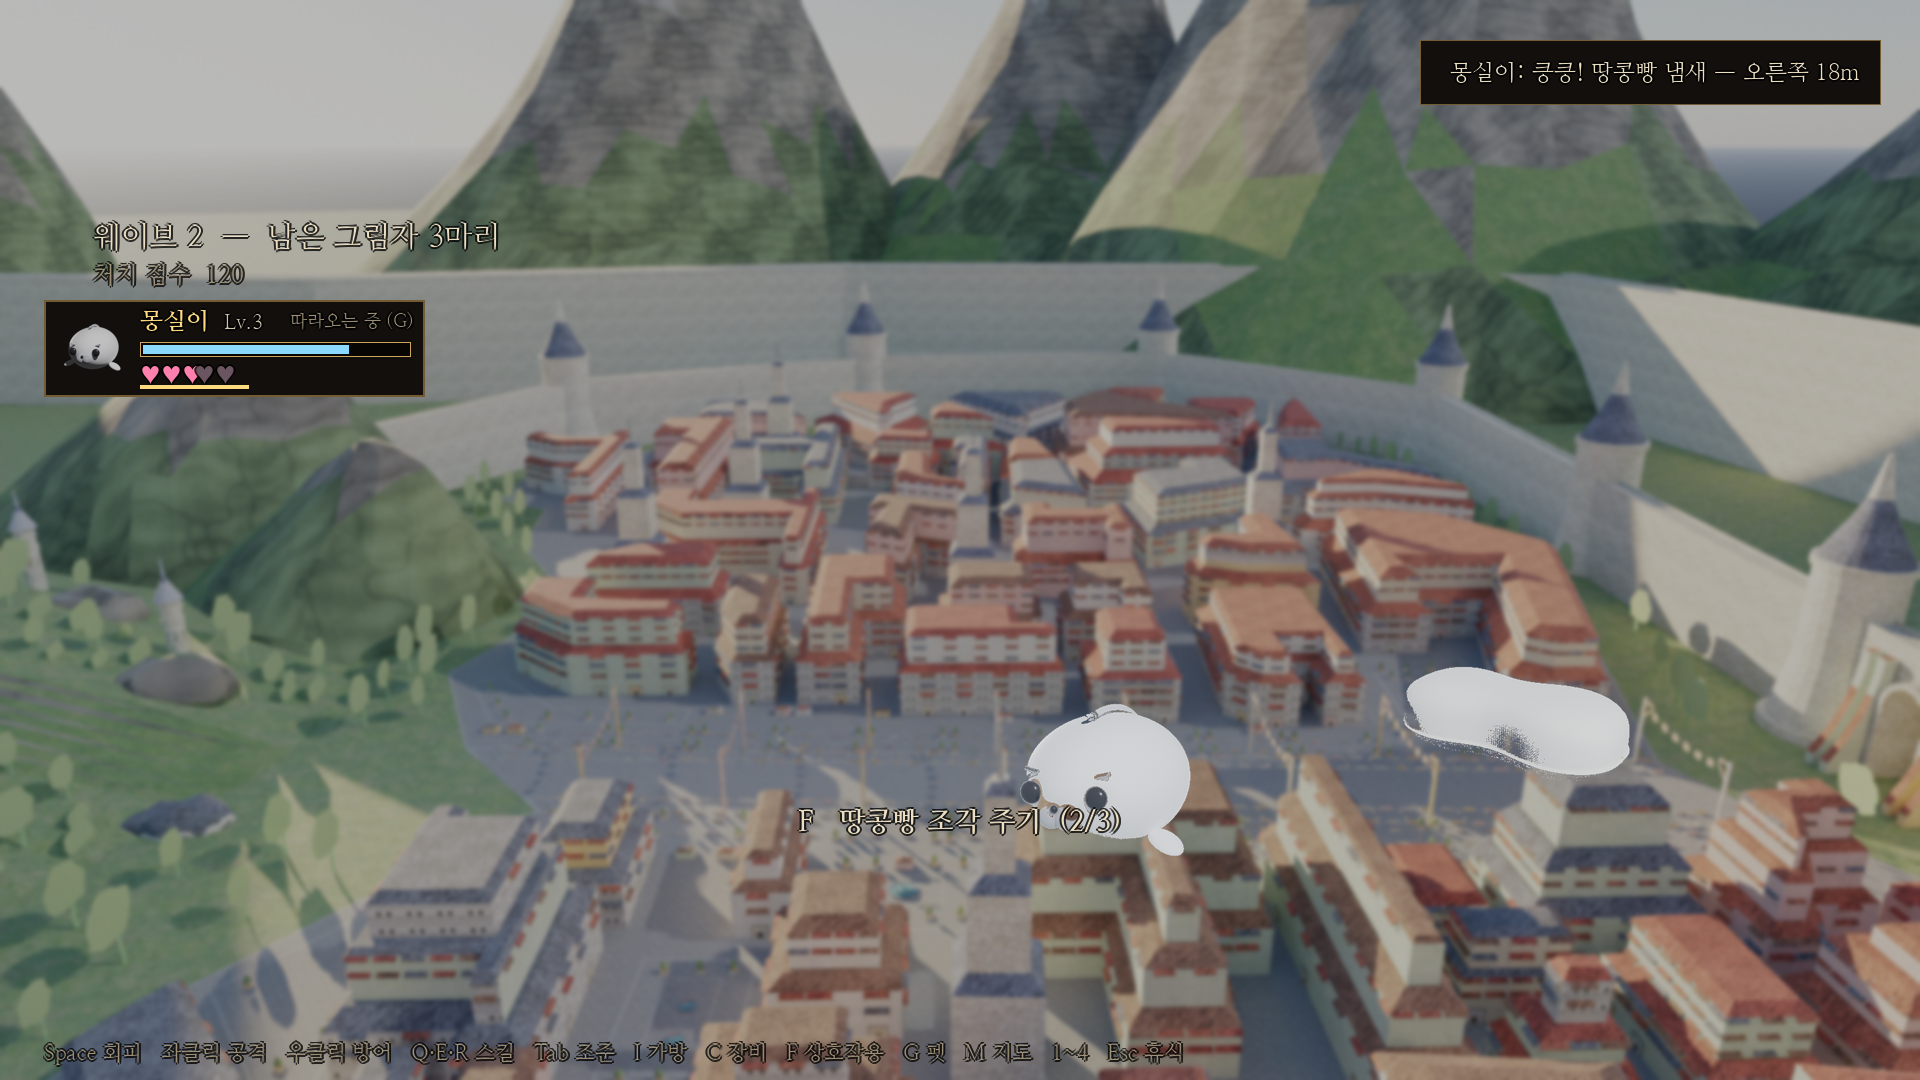 몽실이: 킁킁! 땅콩빵 냄새 — 오른쪽 18m
웨이브 2 — 남은 그림자 3마리
처치 점수 120
몽실이 Lv.3 따라오는 중 (G)
F 땅콩빵 조각 주기 (2/3)
Space 회피 좌클릭 공격 우클릭 방어 Q·E·R 스킬 Tab 조준 I 가방 C 장비 F 상호작용 G 펫 M 지도 1~4 Esc 휴식